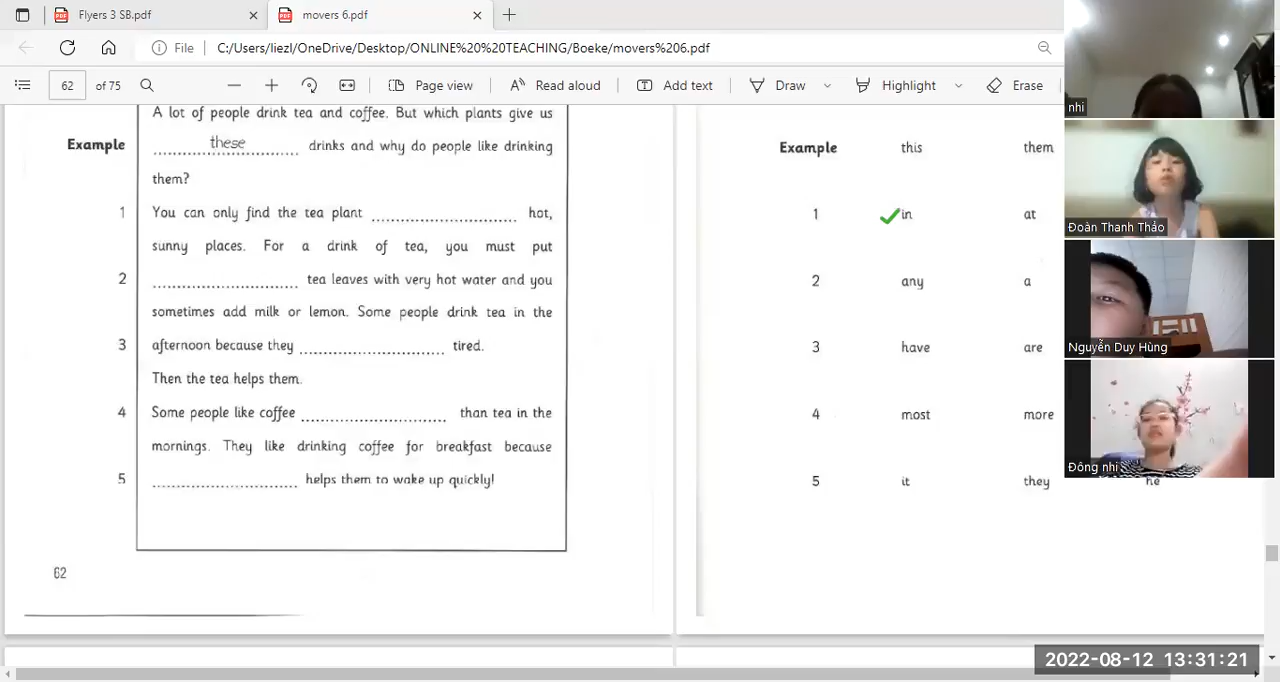 Flyers 3 SB.pdf
movers 6.pdf
File
C:/Users/liezl/OneDrive/Desktop/ONLINE%20%20TEACHING/Boeke/movers%206.pdf
62 of 75
Page view
Read aloud
Add text
Draw
Highlight
Erase
A lot of people drink tea and coffee. But which plants give us
Example these drinks and why do people like drinking
them?
1 You can only find the tea plant ........................ hot,
sunny places. For a drink of tea, you must put
2 ........................ tea leaves with very hot water and you
sometimes add milk or lemon. Some people drink tea in the
3 afternoon because they ........................ tired.
Then the tea helps them.
4 Some people like coffee ........................ than tea in the
mornings. They like drinking coffee for breakfast because
5 ........................ helps them to wake up quickly!
62
Example this them
1 in at
2 any a
3 have are
4 most more
5 it they he
nhi
Đoàn Thanh Thảo
Nguyễn Duy Hùng
Đông nhi
2022-08-12 13:31:21